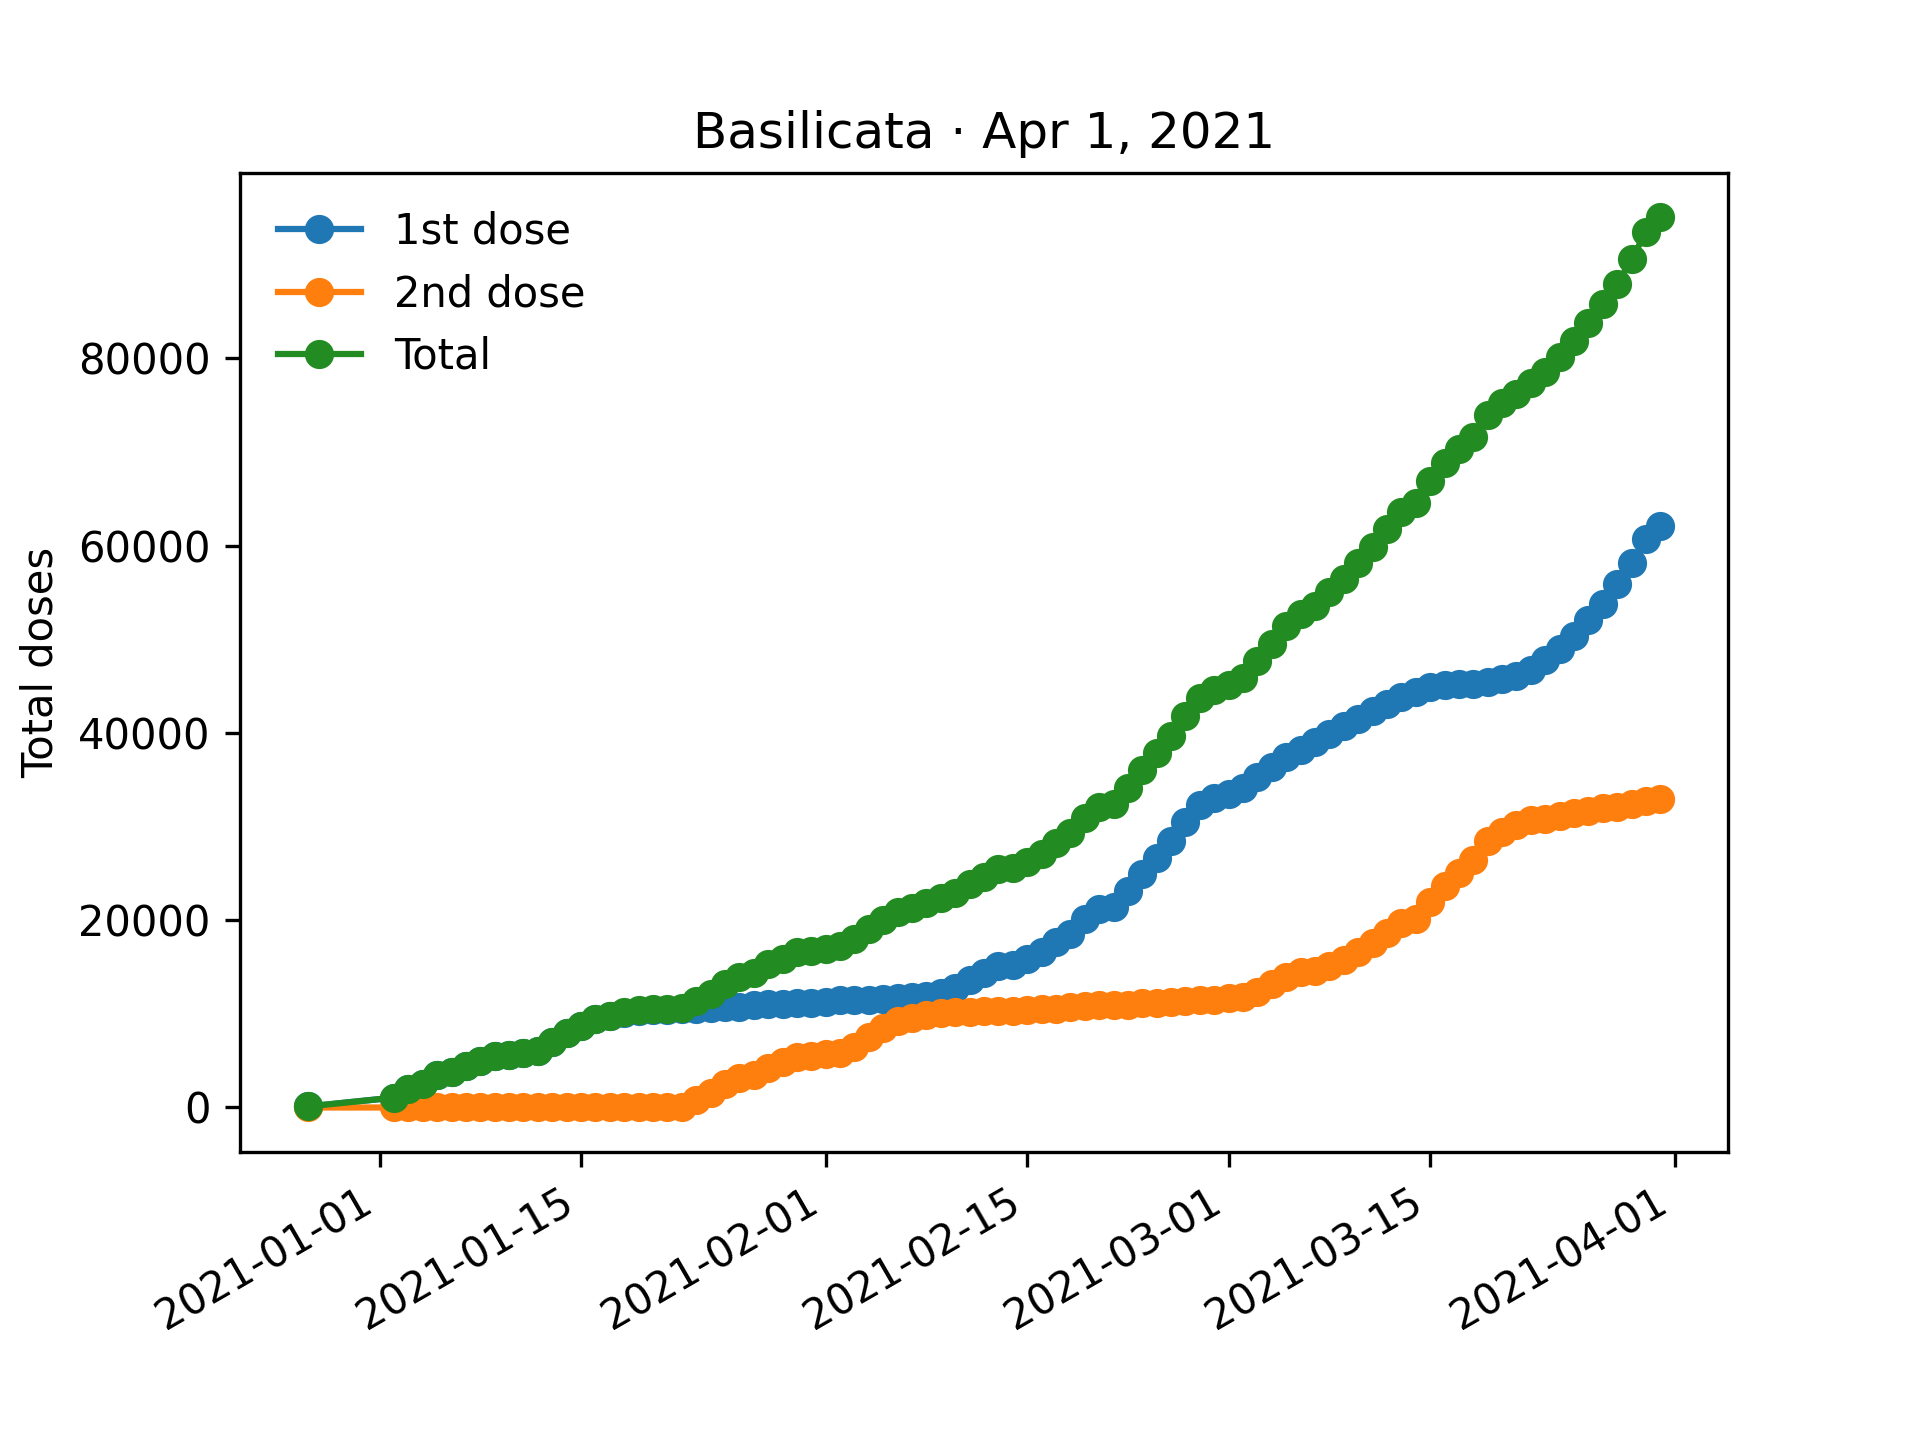 Basilicata · Apr 1, 2021
1st dose
2nd dose
Total
Total doses
80000
60000
40000
20000
0
2021-01-01
2021-01-15
2021-02-01
2021-02-15
2021-03-01
2021-03-15
2021-04-01